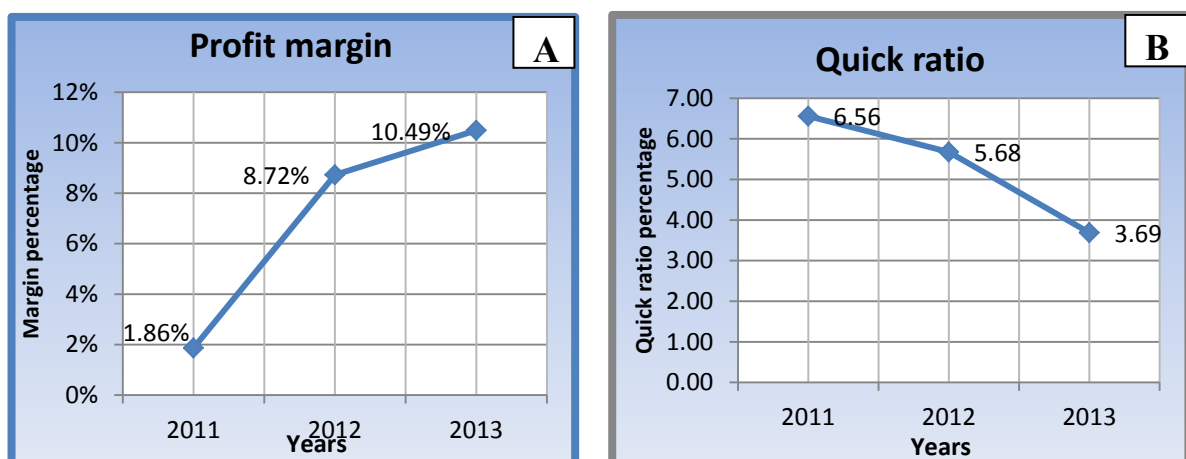 Profit margin
A
12%
10%
8%
6%
4%
2%
0%
Margin percentage
1.86%
8.72%
10.49%
2011 2012 2013
Years
Quick ratio
B
7.00
6.00
5.00
4.00
3.00
2.00
1.00
0.00
Quick ratio percentage
6.56
5.68
3.69
2011 2012 2013
Years